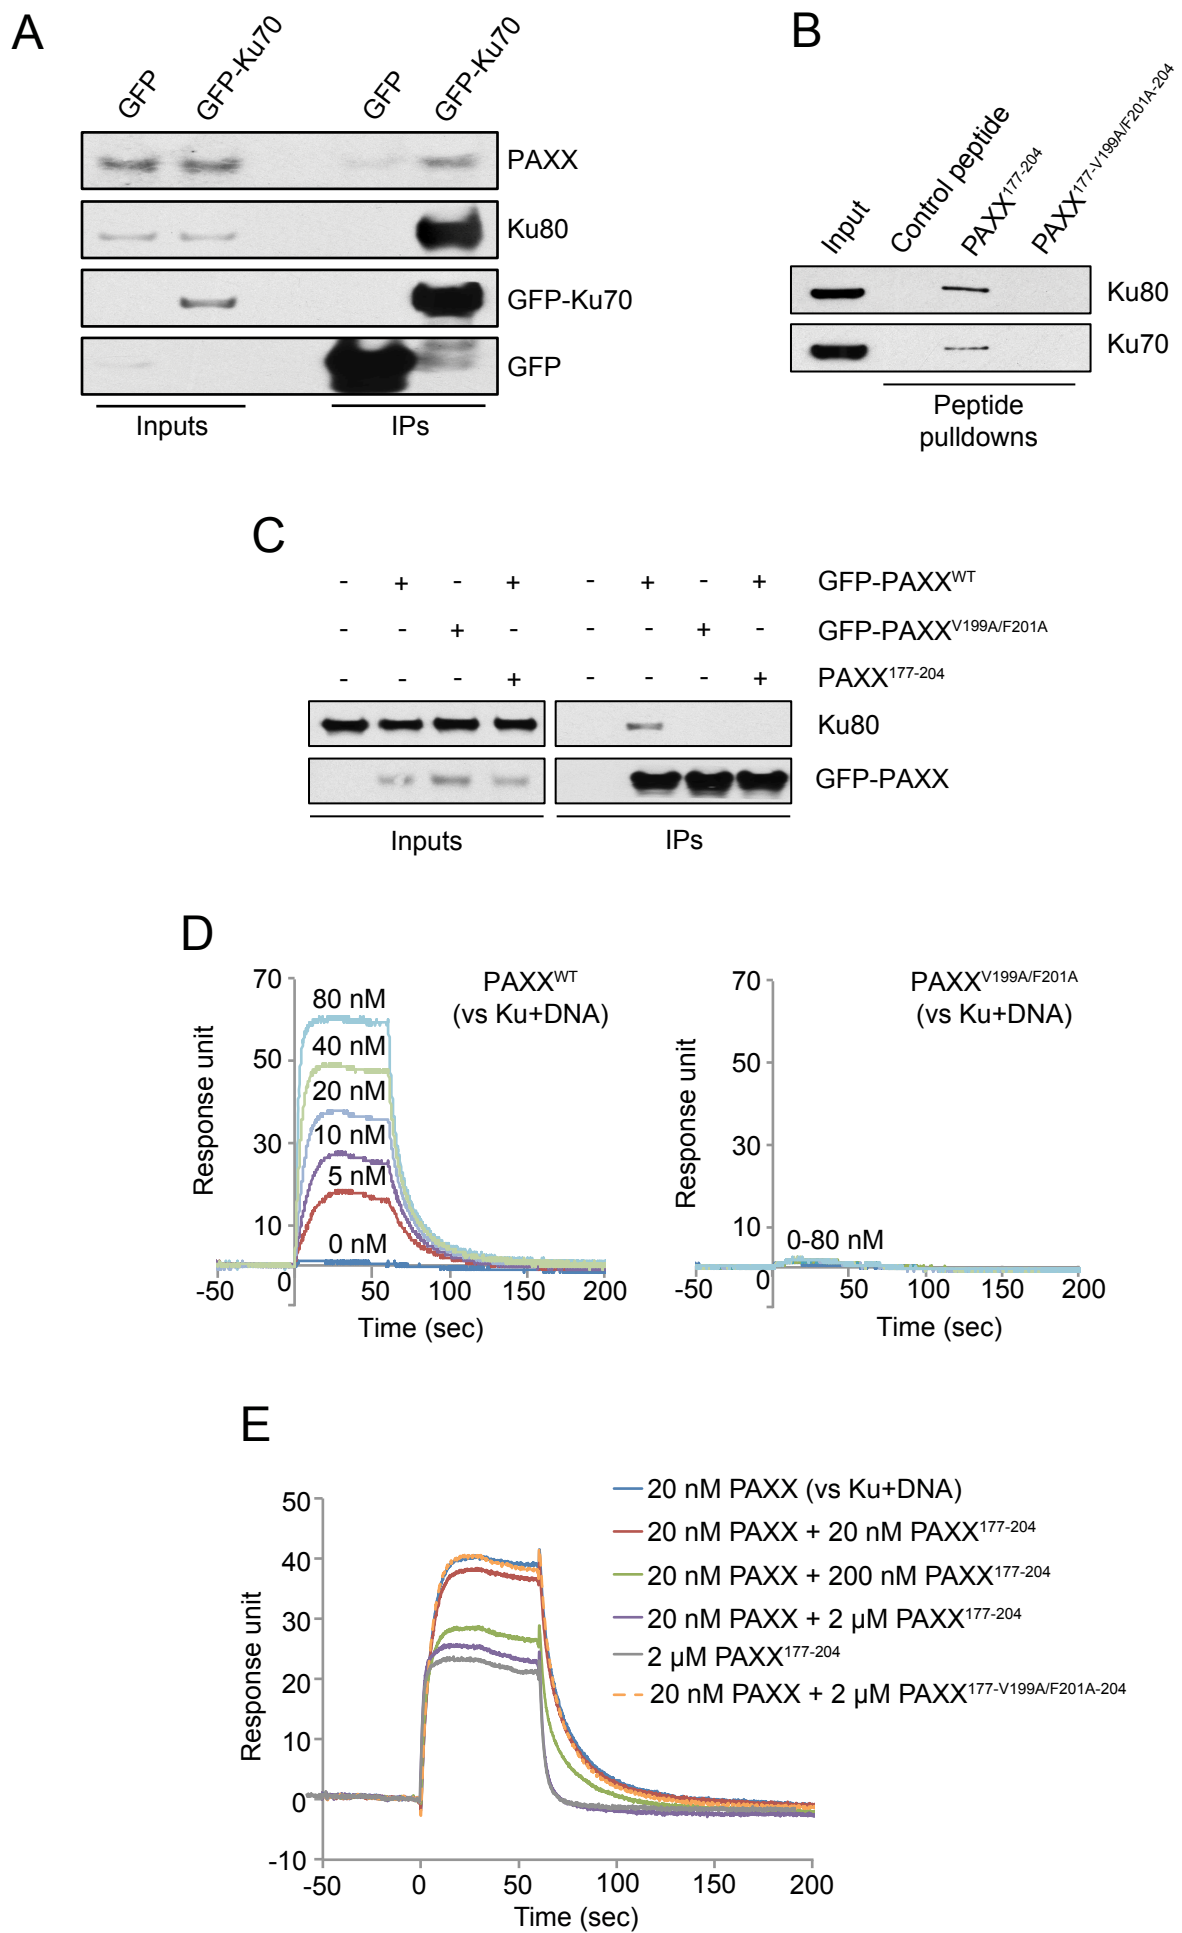 A
GFP
GFP-Ku70
GFP
GFP-Ku70
PAXX
Ku80
GFP-Ku70
GFP
Inputs
IPs
B
Input
Control peptide
PAXX177-204
PAXX177-V199A/F201A-204
Ku80
Ku70
Peptide
pulldowns
C
- + - + - + - + GFP-PAXXWT
- - + - - - + - GFP-PAXXV199A/F201A
- - - + - - - + PAXX177-204
Ku80
GFP-PAXX
Inputs
IPs
D
PAXXWT
(vs Ku+DNA)
Response unit
70
50
30
10
80 nM
40 nM
20 nM
10 nM
5 nM
0 nM
-50 0 50 100 150 200
Time (sec)
PAXXV199A/F201A
(vs Ku+DNA)
Response unit
70
50
30
10
0-80 nM
-50 0 50 100 150 200
Time (sec)
E
Response unit
50
40
30
20
10
0
-10
-50 0 50 100 150 200
Time (sec)
20 nM PAXX (vs Ku+DNA)
20 nM PAXX + 20 nM PAXX177-204
20 nM PAXX + 200 nM PAXX177-204
20 nM PAXX + 2 µM PAXX177-204
2 µM PAXX177-204
20 nM PAXX + 2 µM PAXX177-V199A/F201A-204